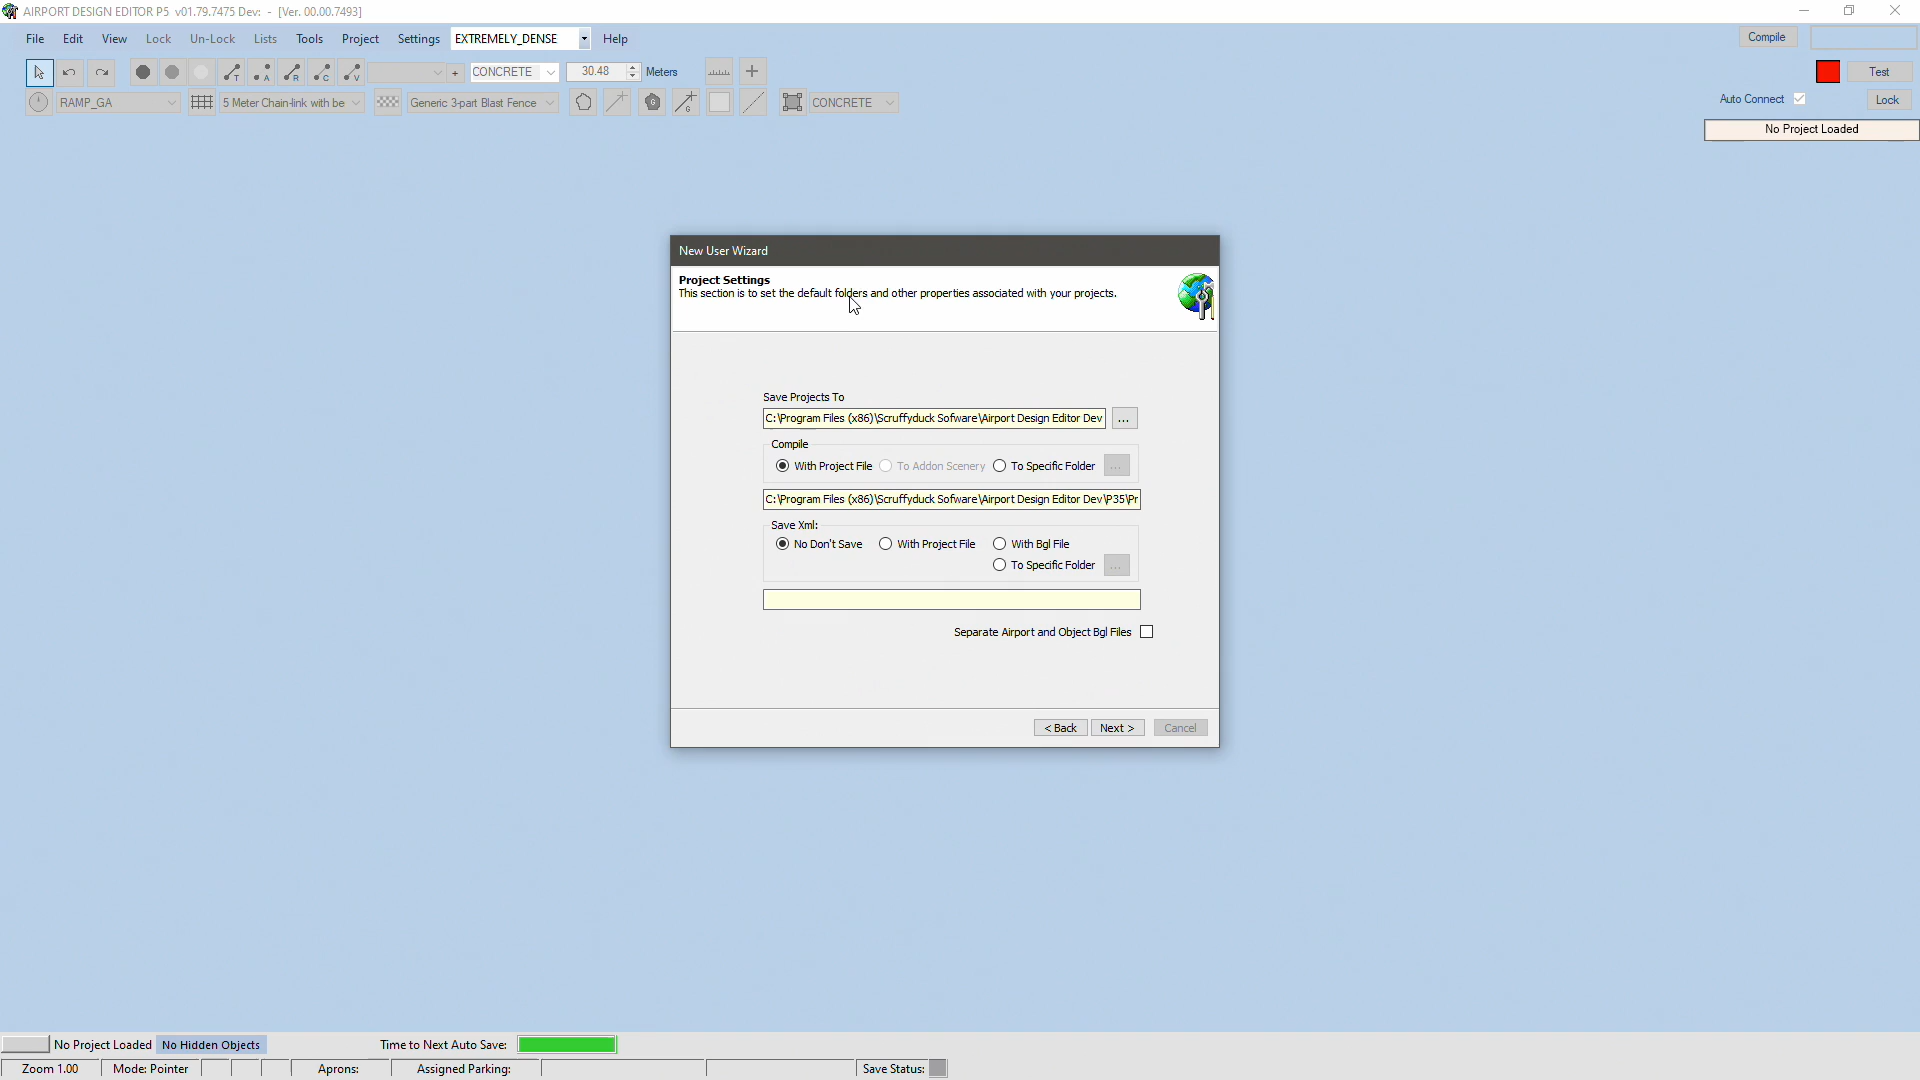 AIRPORT DESIGN EDITOR P5 v01.79.7475 Dev: - [Ver. 00.00.7493]
File Edit View Lock Un-Lock Lists Tools Project Settings EXTREMELY_DENSE Help Compile
T A R C V + CONCRETE 30.48 Meters Test
RAMP_GA 5 Meter Chain-link with be Generic 3-part Blast Fence G G CONCRETE Auto Connect Lock
No Project Loaded
New User Wizard
Project Settings
This section is to set the default folders and other properties associated with your projects.
Save Projects To
C:\Program Files (x86)\Scruffyduck Sofware\Airport Design Editor Dev ...
Compile
With Project File To Addon Scenery To Specific Folder ...
C:\Program Files (x86)\Scruffyduck Sofware\Airport Design Editor Dev\P35\Pr
Save Xml:
No Don't Save With Project File With Bgl File
To Specific Folder ...
Separate Airport and Object Bgl Files
< Back Next > Cancel
No Project Loaded No Hidden Objects Time to Next Auto Save:
Zoom 1.00 Mode: Pointer Aprons: Assigned Parking: Save Status: